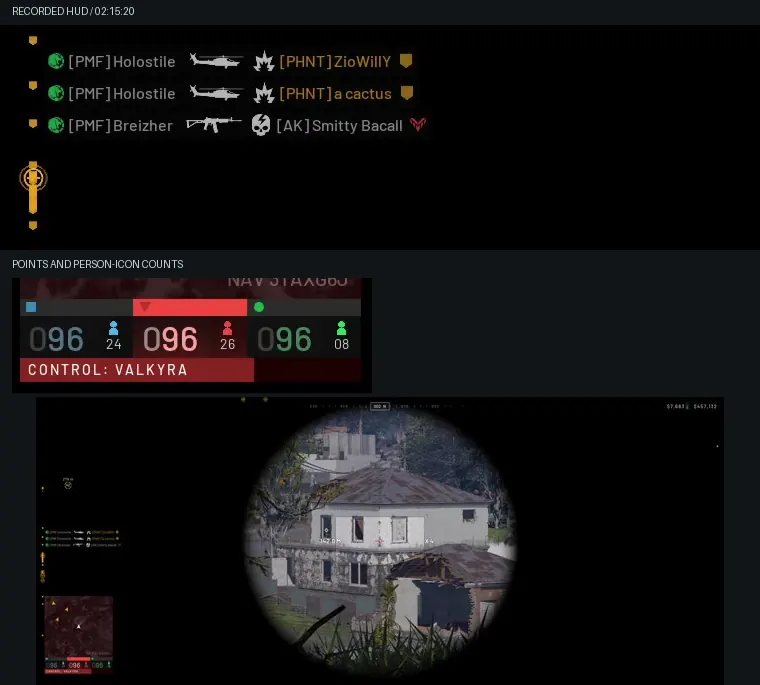 RECORDED HUD / 02:15:20
[PMF] Holostile [PHNT] ZioWillY
[PMF] Holostile [PHNT] a cactus
[PMF] Breizher [AK] Smitty Bacall
POINTS AND PERSON-ICON COUNTS
096 24 096 26 096 08
CONTROL: VALKYRA